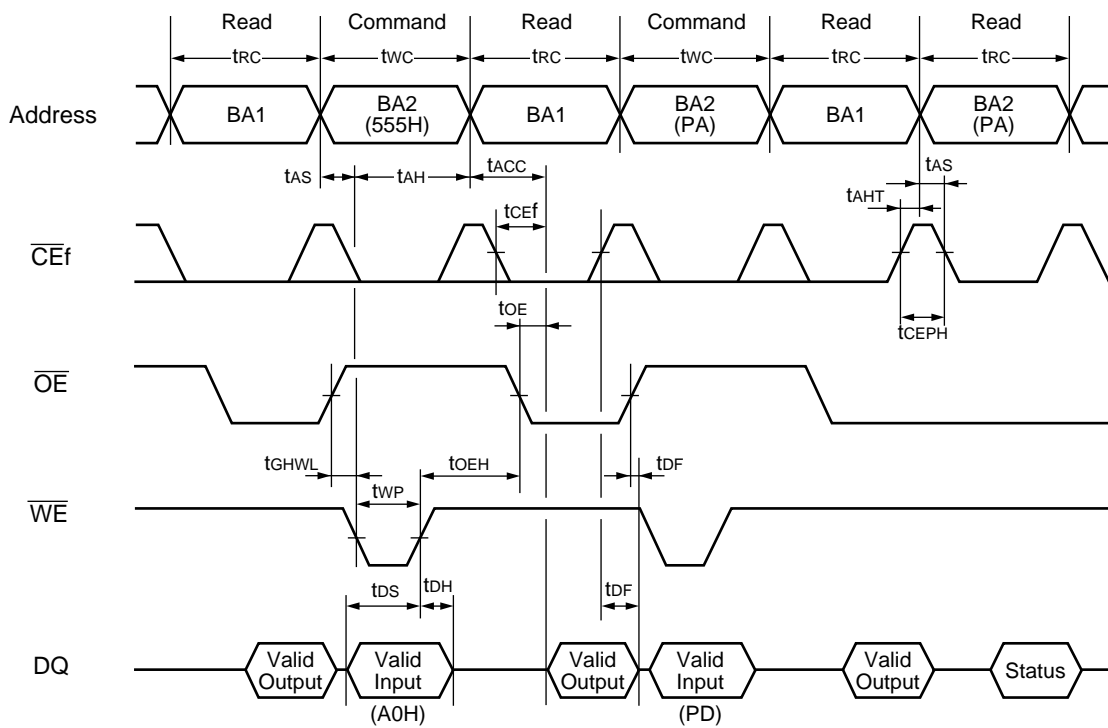 Read Command Read Command Read Read
tRC tWC tRC tWC tRC tRC
Address BA1 BA2 (555H) BA1 BA2 (PA) BA1 BA2 (PA)
tAS tAH tACC tAS
tAHT
tCEf
CEf
tOE tCEPH
OE
tGHWL tOEH tDF
tWP
WE
tDS tDH tDF
DQ Valid Output Valid Input Valid Output Valid Input Valid Output Status
(A0H) (PD)